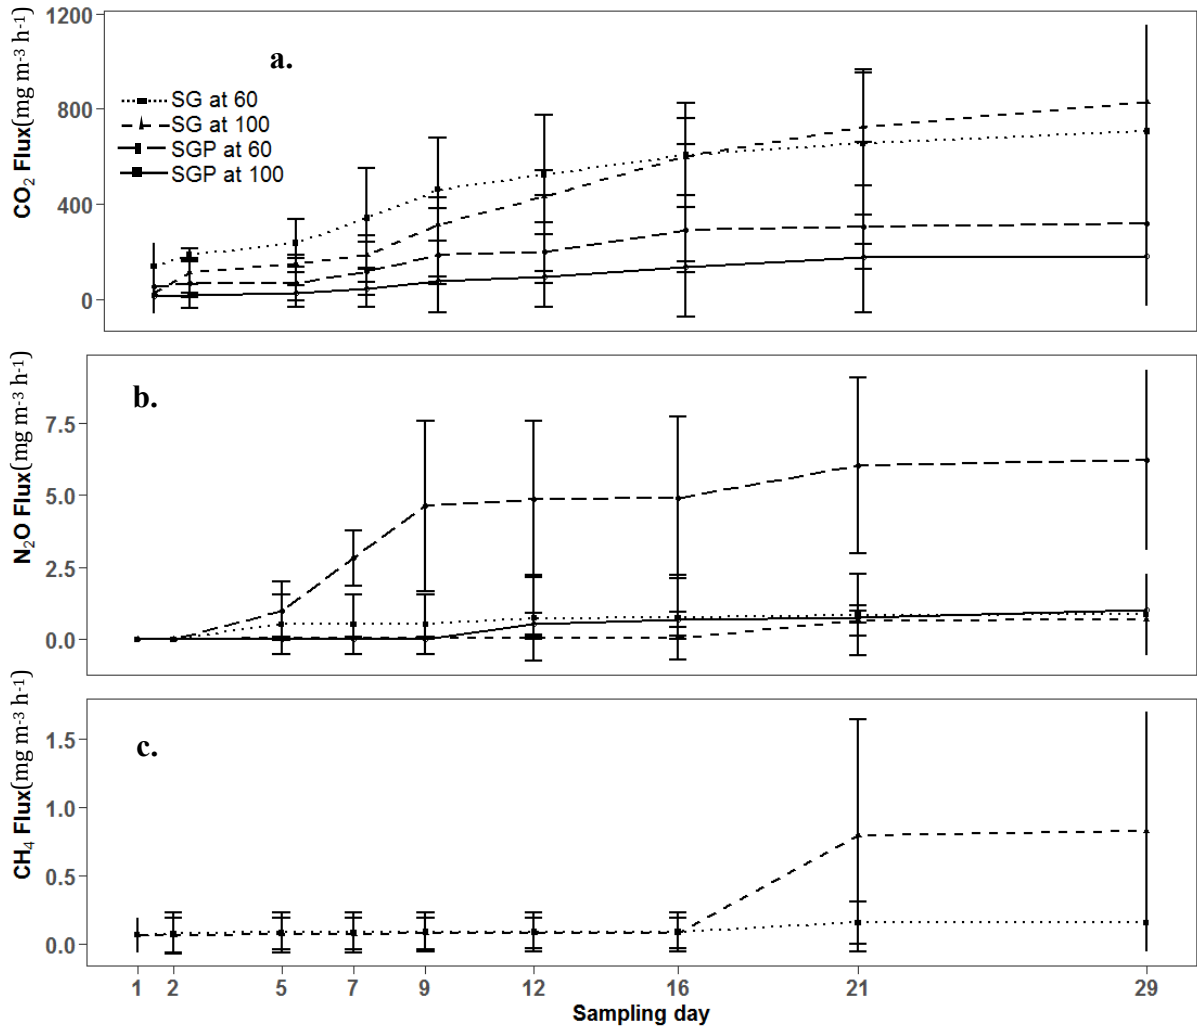 1200
800
400
0
CO₂ Flux(mg m⁻³ h⁻¹)
a.
SG at 60
SG at 100
SGP at 60
SGP at 100
7.5
5.0
2.5
0.0
N₂O Flux(mg m⁻³ h⁻¹)
b.
1.5
1.0
0.5
0.0
CH₄ Flux(mg m⁻³ h⁻¹)
c.
1 2 5 7 9 12 16 21 29
Sampling day